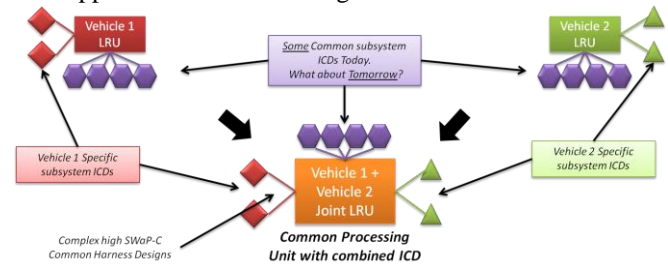 Vehicle 1
LRU
Some Common subsystem
ICDs Today.
What about Tomorrow?
Vehicle 2
LRU
Vehicle 1 Specific
subsystem ICDs
Vehicle 1 +
Vehicle 2
Joint LRU
Vehicle 2 Specific
subsystem ICDs
Complex high SWaP-C
Common Harness Designs
Common Processing
Unit with combined ICD